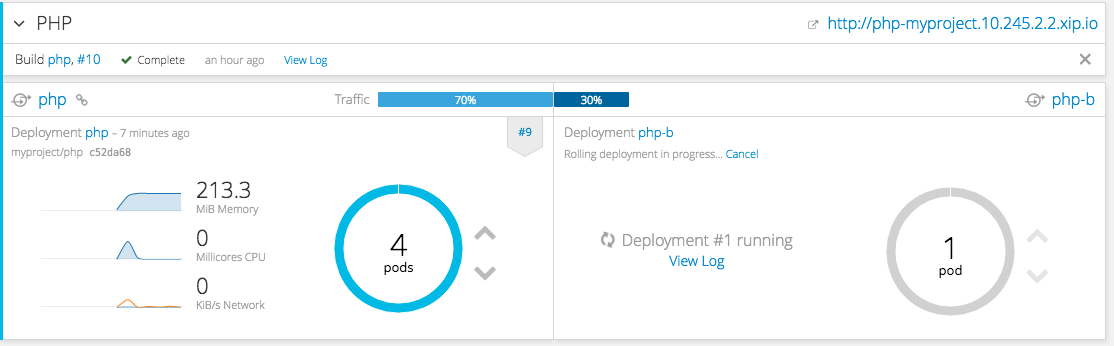 PHP
http://php-myproject.10.245.2.2.xip.io
Build php, #10 Complete an hour ago View Log
php
Traffic 70% 30%
php-b
Deployment php – 7 minutes ago
myproject/php c52da68
#9
213.3
MiB Memory
0
Millicores CPU
0
KiB/s Network
4
pods
Deployment php-b
Rolling deployment in progress... Cancel
Deployment #1 running
View Log
1
pod